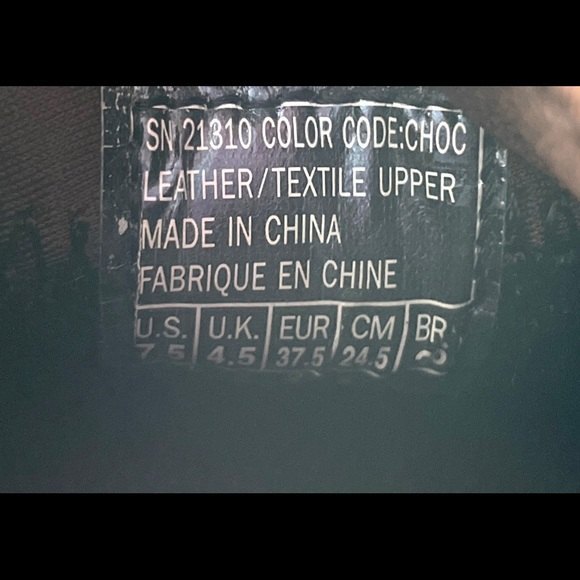 SN 21310 COLOR CODE:CHOC
LEATHER/TEXTILE UPPER
MADE IN CHINA
FABRIQUE EN CHINE
U.S. U.K. EUR CM BR
7.5 4.5 37.5 24.5